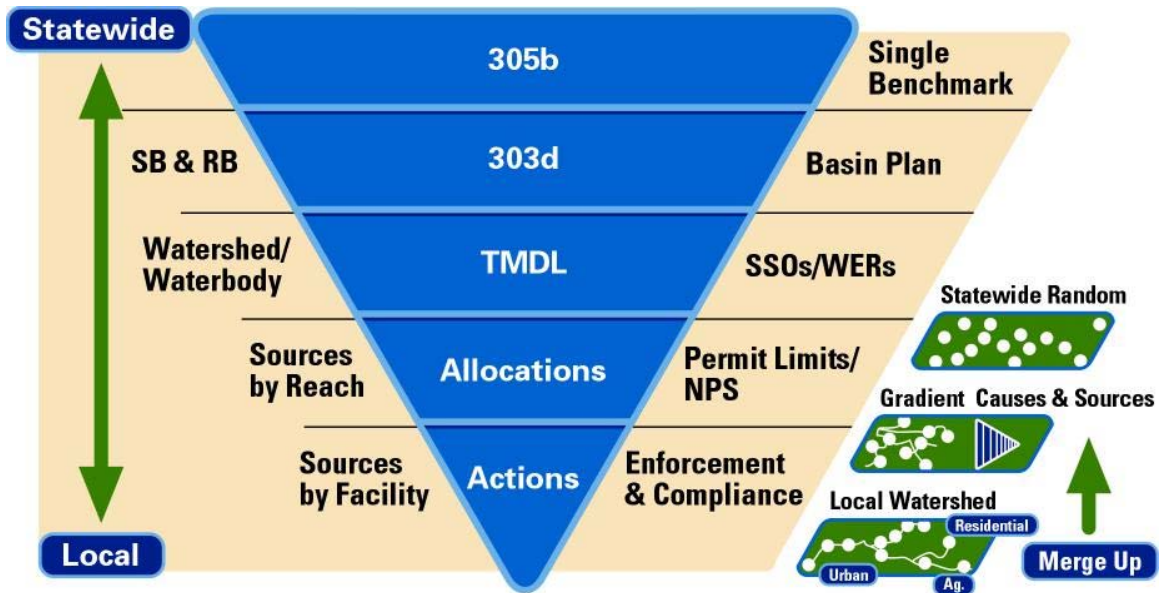 Statewide
305b
Single
Benchmark
SB & RB
303d
Basin Plan
Watershed/
Waterbody
TMDL
SSOs/WERs
Sources
by Reach
Allocations
Permit Limits/
NPS
Sources
by Facility
Actions
Enforcement
& Compliance
Local
Statewide Random
Gradient Causes & Sources
Local Watershed
Residential
Urban
Ag.
Merge Up